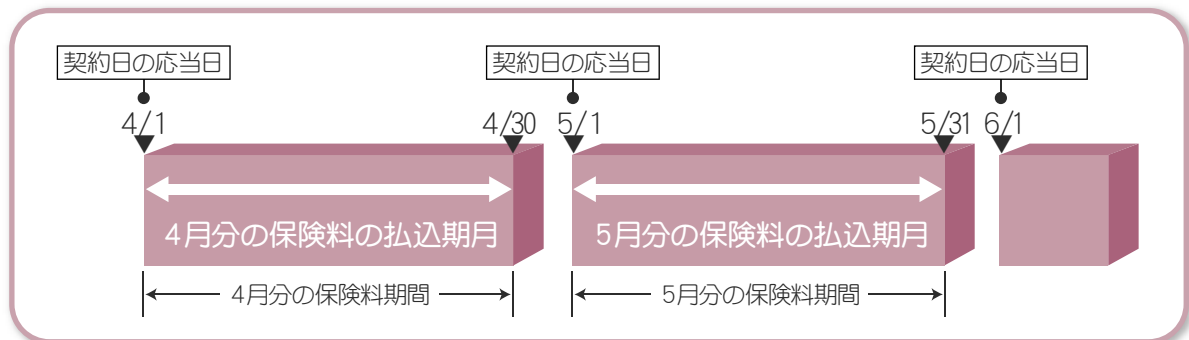 契約日の応当日 契約日の応当日 契約日の応当日
4/1 4/30 5/1 5/31 6/1
4月分の保険料の払込期月 5月分の保険料の払込期月
4月分の保険料期間 5月分の保険料期間